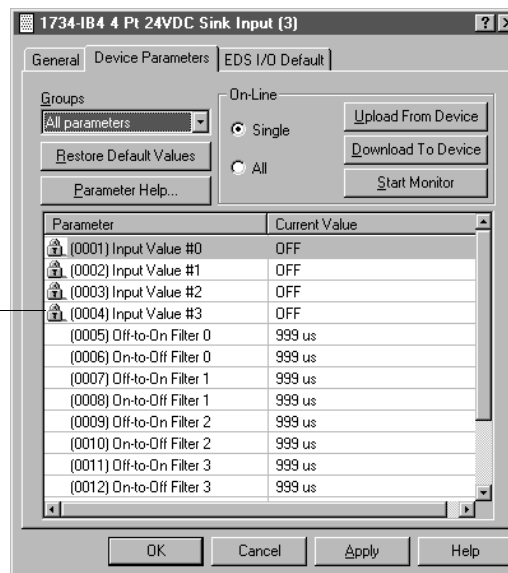 1734-IB4 4 Pt 24VDC Sink Input (3)
General Device Parameters EDS I/O Default
Groups
All parameters
Restore Default Values
Parameter Help...
On-Line
Single
All
Upload From Device
Download To Device
Start Monitor
Parameter Current Value
(0001) Input Value #0 OFF
(0002) Input Value #1 OFF
(0003) Input Value #2 OFF
(0004) Input Value #3 OFF
(0005) Off-to-On Filter 0 999 us
(0006) On-to-Off Filter 0 999 us
(0007) Off-to-On Filter 1 999 us
(0008) On-to-Off Filter 1 999 us
(0009) Off-to-On Filter 2 999 us
(0010) On-to-Off Filter 2 999 us
(0011) Off-to-On Filter 3 999 us
(0012) On-to-Off Filter 3 999 us
OK Cancel Apply Help